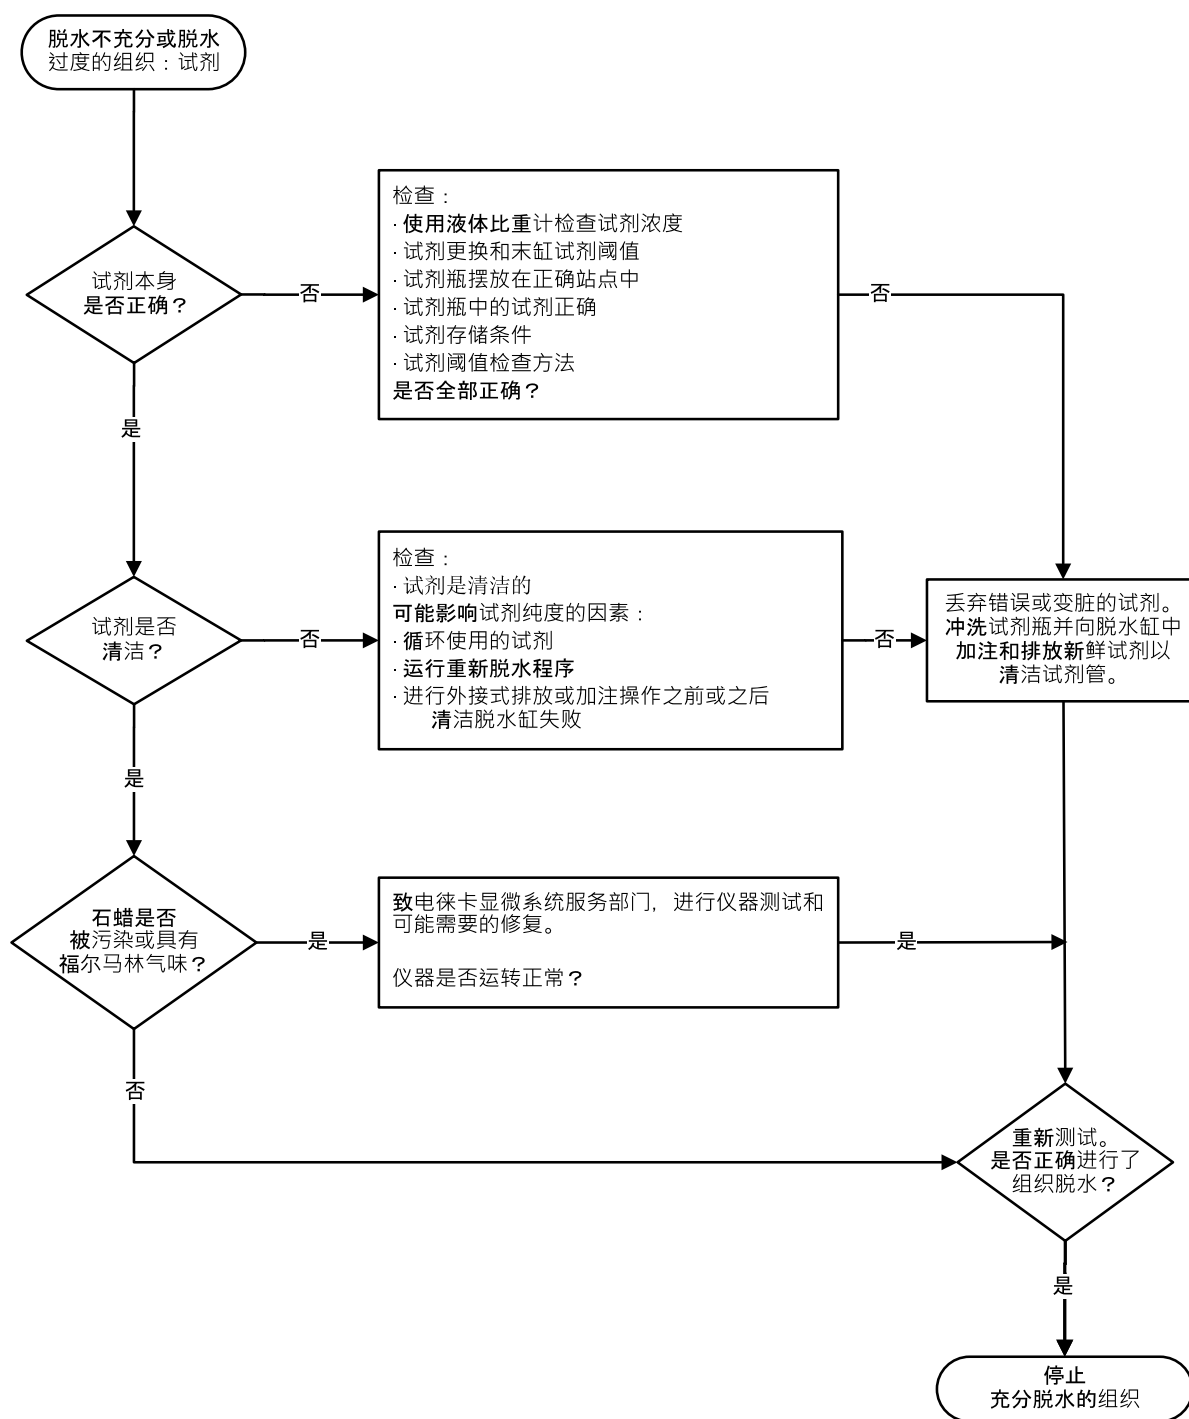 脱水不充分或脱水
过度的组织：试剂
试剂本身
是否正确？
否
检查：
· 使用液体比重计检查试剂浓度
· 试剂更换和末缸试剂阈值
· 试剂瓶摆放在正确站点中
· 试剂瓶中的试剂正确
· 试剂存储条件
· 试剂阈值检查方法
是否全部正确？
否
是
试剂是否
清洁？
否
检查：
· 试剂是清洁的
可能影响试剂纯度的因素：
· 循环使用的试剂
· 运行重新脱水程序
· 进行外接式排放或加注操作之前或之后
清洁脱水缸失败
否
丢弃错误或变脏的试剂。
冲洗试剂瓶并向脱水缸中
加注和排放新鲜试剂以
清洁试剂管。
是
石蜡是否
被污染或具有
福尔马林气味？
是
致电徕卡显微系统服务部门，进行仪器测试和
可能需要的修复。
仪器是否运转正常？
是
否
重新测试。
是否正确进行了
组织脱水？
是
停止
充分脱水的组织